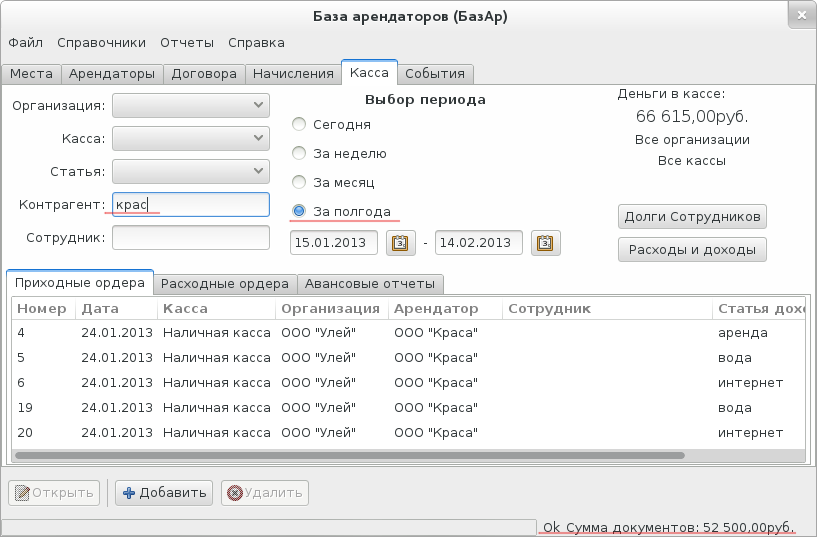 База арендаторов (БазАр)
Файл Справочники Отчеты Справка
Места Арендаторы Договора Начисления Касса События
Организация:
Касса:
Статья:
Контрагент: крас
Сотрудник:
Выбор периода
Сегодня
За неделю
За месяц
За полгода
15.01.2013 - 14.02.2013
Деньги в кассе:
66 615,00руб.
Все организации
Все кассы
Долги Сотрудников
Расходы и доходы
Приходные ордера Расходные ордера Авансовые отчеты
Номер Дата Касса Организация Арендатор Сотрудник Статья дохо
4 24.01.2013 Наличная касса ООО "Улей" ООО "Краса" аренда
5 24.01.2013 Наличная касса ООО "Улей" ООО "Краса" вода
6 24.01.2013 Наличная касса ООО "Улей" ООО "Краса" интернет
19 24.01.2013 Наличная касса ООО "Улей" ООО "Краса" вода
20 24.01.2013 Наличная касса ООО "Улей" ООО "Краса" интернет
Открыть Добавить Удалить
Ok Сумма документов: 52 500,00руб.